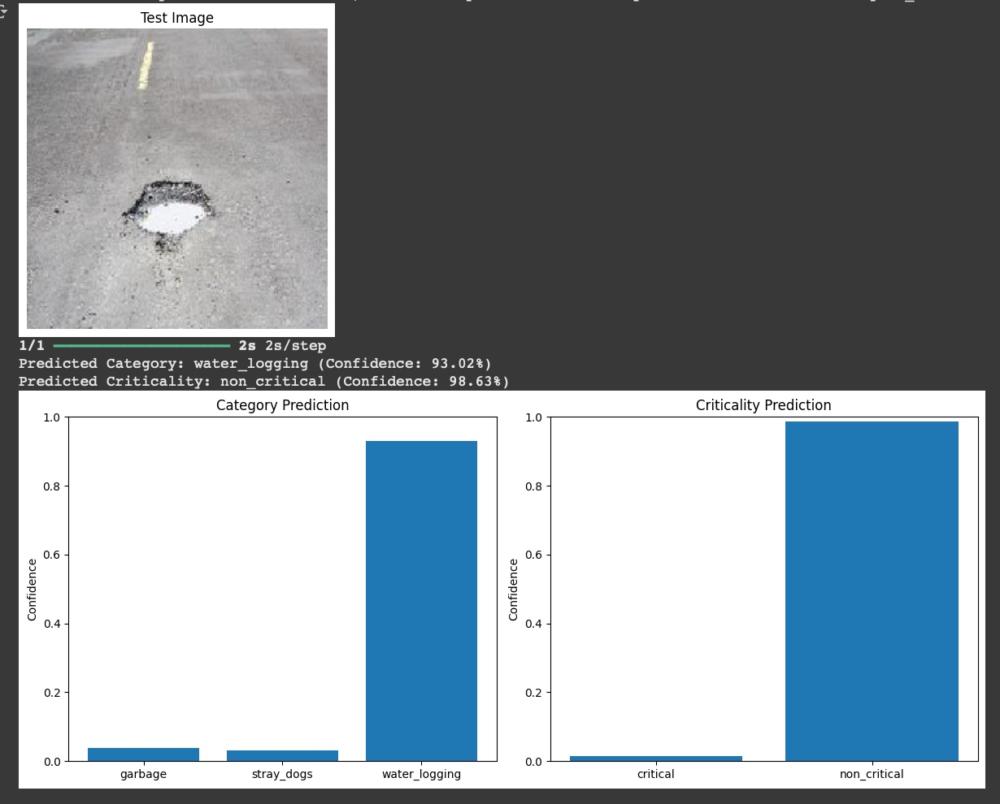 Test Image
1/1 ━━━━━━━━━━━━━━━━━━━━ 2s 2s/step
Predicted Category: water_logging (Confidence: 93.02%)
Predicted Criticality: non_critical (Confidence: 98.63%)
Category Prediction
1.0
0.8
0.6
0.4
0.2
0.0
Confidence
garbage stray_dogs water_logging
Criticality Prediction
1.0
0.8
0.6
0.4
0.2
0.0
Confidence
critical non_critical